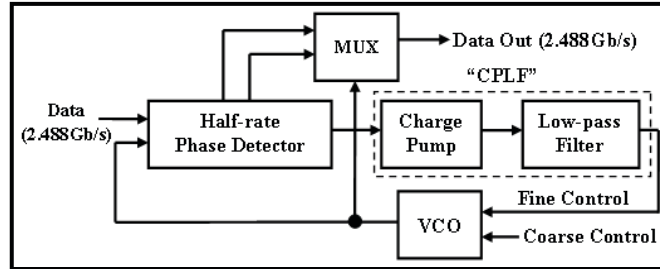 MUX
Data Out (2.488Gb/s)
“CPLF”
Data
(2.488Gb/s)
Half-rate
Phase Detector
Charge
Pump
Low-pass
Filter
Fine Control
VCO
Coarse Control